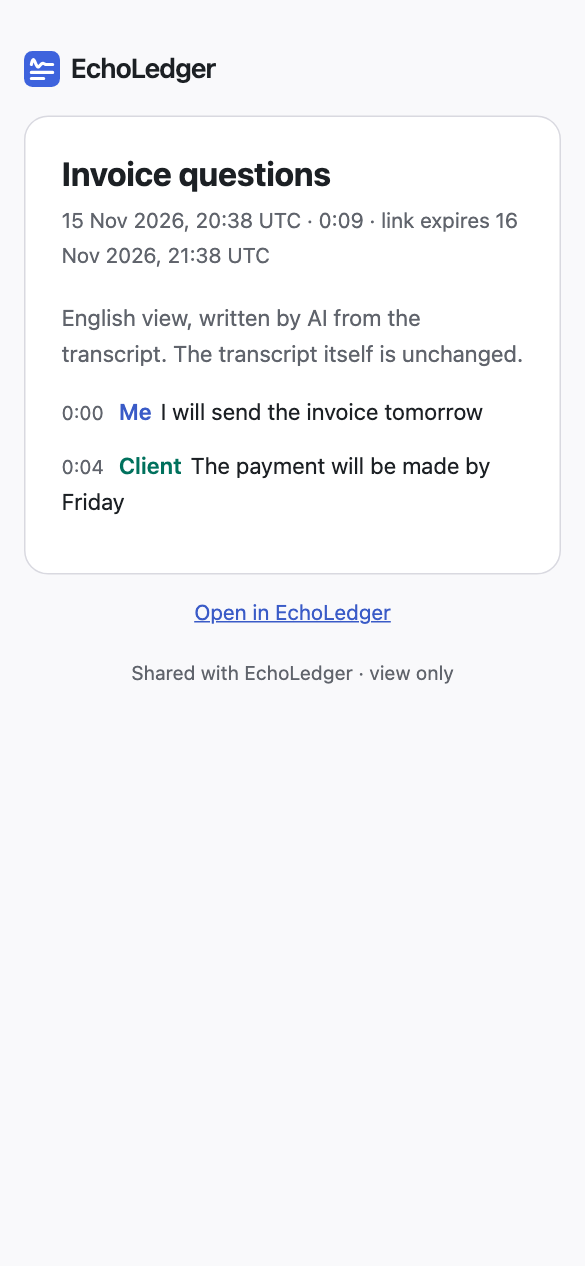 EchoLedger
Invoice questions
15 Nov 2026, 20:38 UTC · 0:09 · link expires 16
Nov 2026, 21:38 UTC
English view, written by AI from the
transcript. The transcript itself is unchanged.
0:00 Me I will send the invoice tomorrow
0:04 Client The payment will be made by
Friday
Open in EchoLedger
Shared with EchoLedger · view only